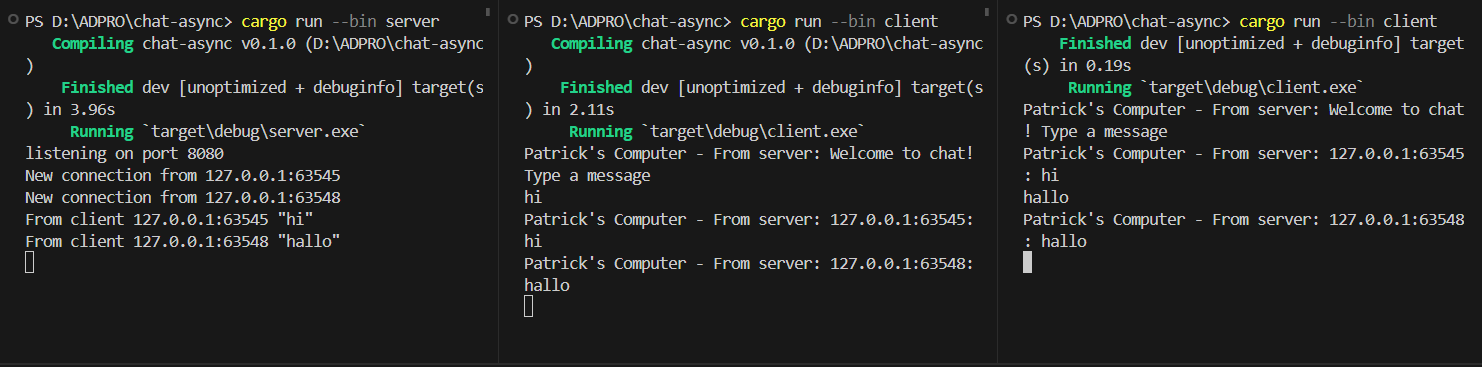 PS D:\ADPRO\chat-async> cargo run --bin server
Compiling chat-async v0.1.0 (D:\ADPRO\chat-async
)
Finished dev [unoptimized + debuginfo] target(s
) in 3.96s
Running `target\debug\server.exe`
listening on port 8080
New connection from 127.0.0.1:63545
New connection from 127.0.0.1:63548
From client 127.0.0.1:63545 "hi"
From client 127.0.0.1:63548 "hallo"
PS D:\ADPRO\chat-async> cargo run --bin client
Compiling chat-async v0.1.0 (D:\ADPRO\chat-async
)
Finished dev [unoptimized + debuginfo] target(s
) in 2.11s
Running `target\debug\client.exe`
Patrick's Computer - From server: Welcome to chat!
Type a message
hi
Patrick's Computer - From server: 127.0.0.1:63545:
hi
Patrick's Computer - From server: 127.0.0.1:63548:
hallo
PS D:\ADPRO\chat-async> cargo run --bin client
Finished dev [unoptimized + debuginfo] target
(s) in 0.19s
Running `target\debug\client.exe`
Patrick's Computer - From server: Welcome to chat
! Type a message
Patrick's Computer - From server: 127.0.0.1:63545
: hi
hallo
Patrick's Computer - From server: 127.0.0.1:63548
: hallo